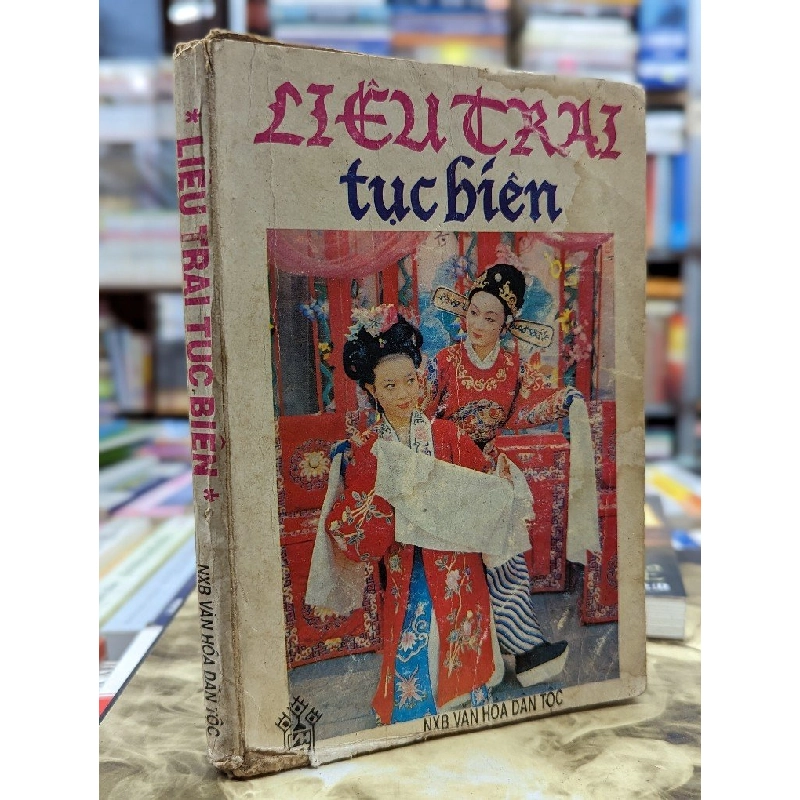 LIÊU TRAI
tục biên
NXB VĂN HÓA DÂN TỘC
* LIÊU TRAI TỤC BIÊN *
NXB VĂN HÓA DÂN TỘC